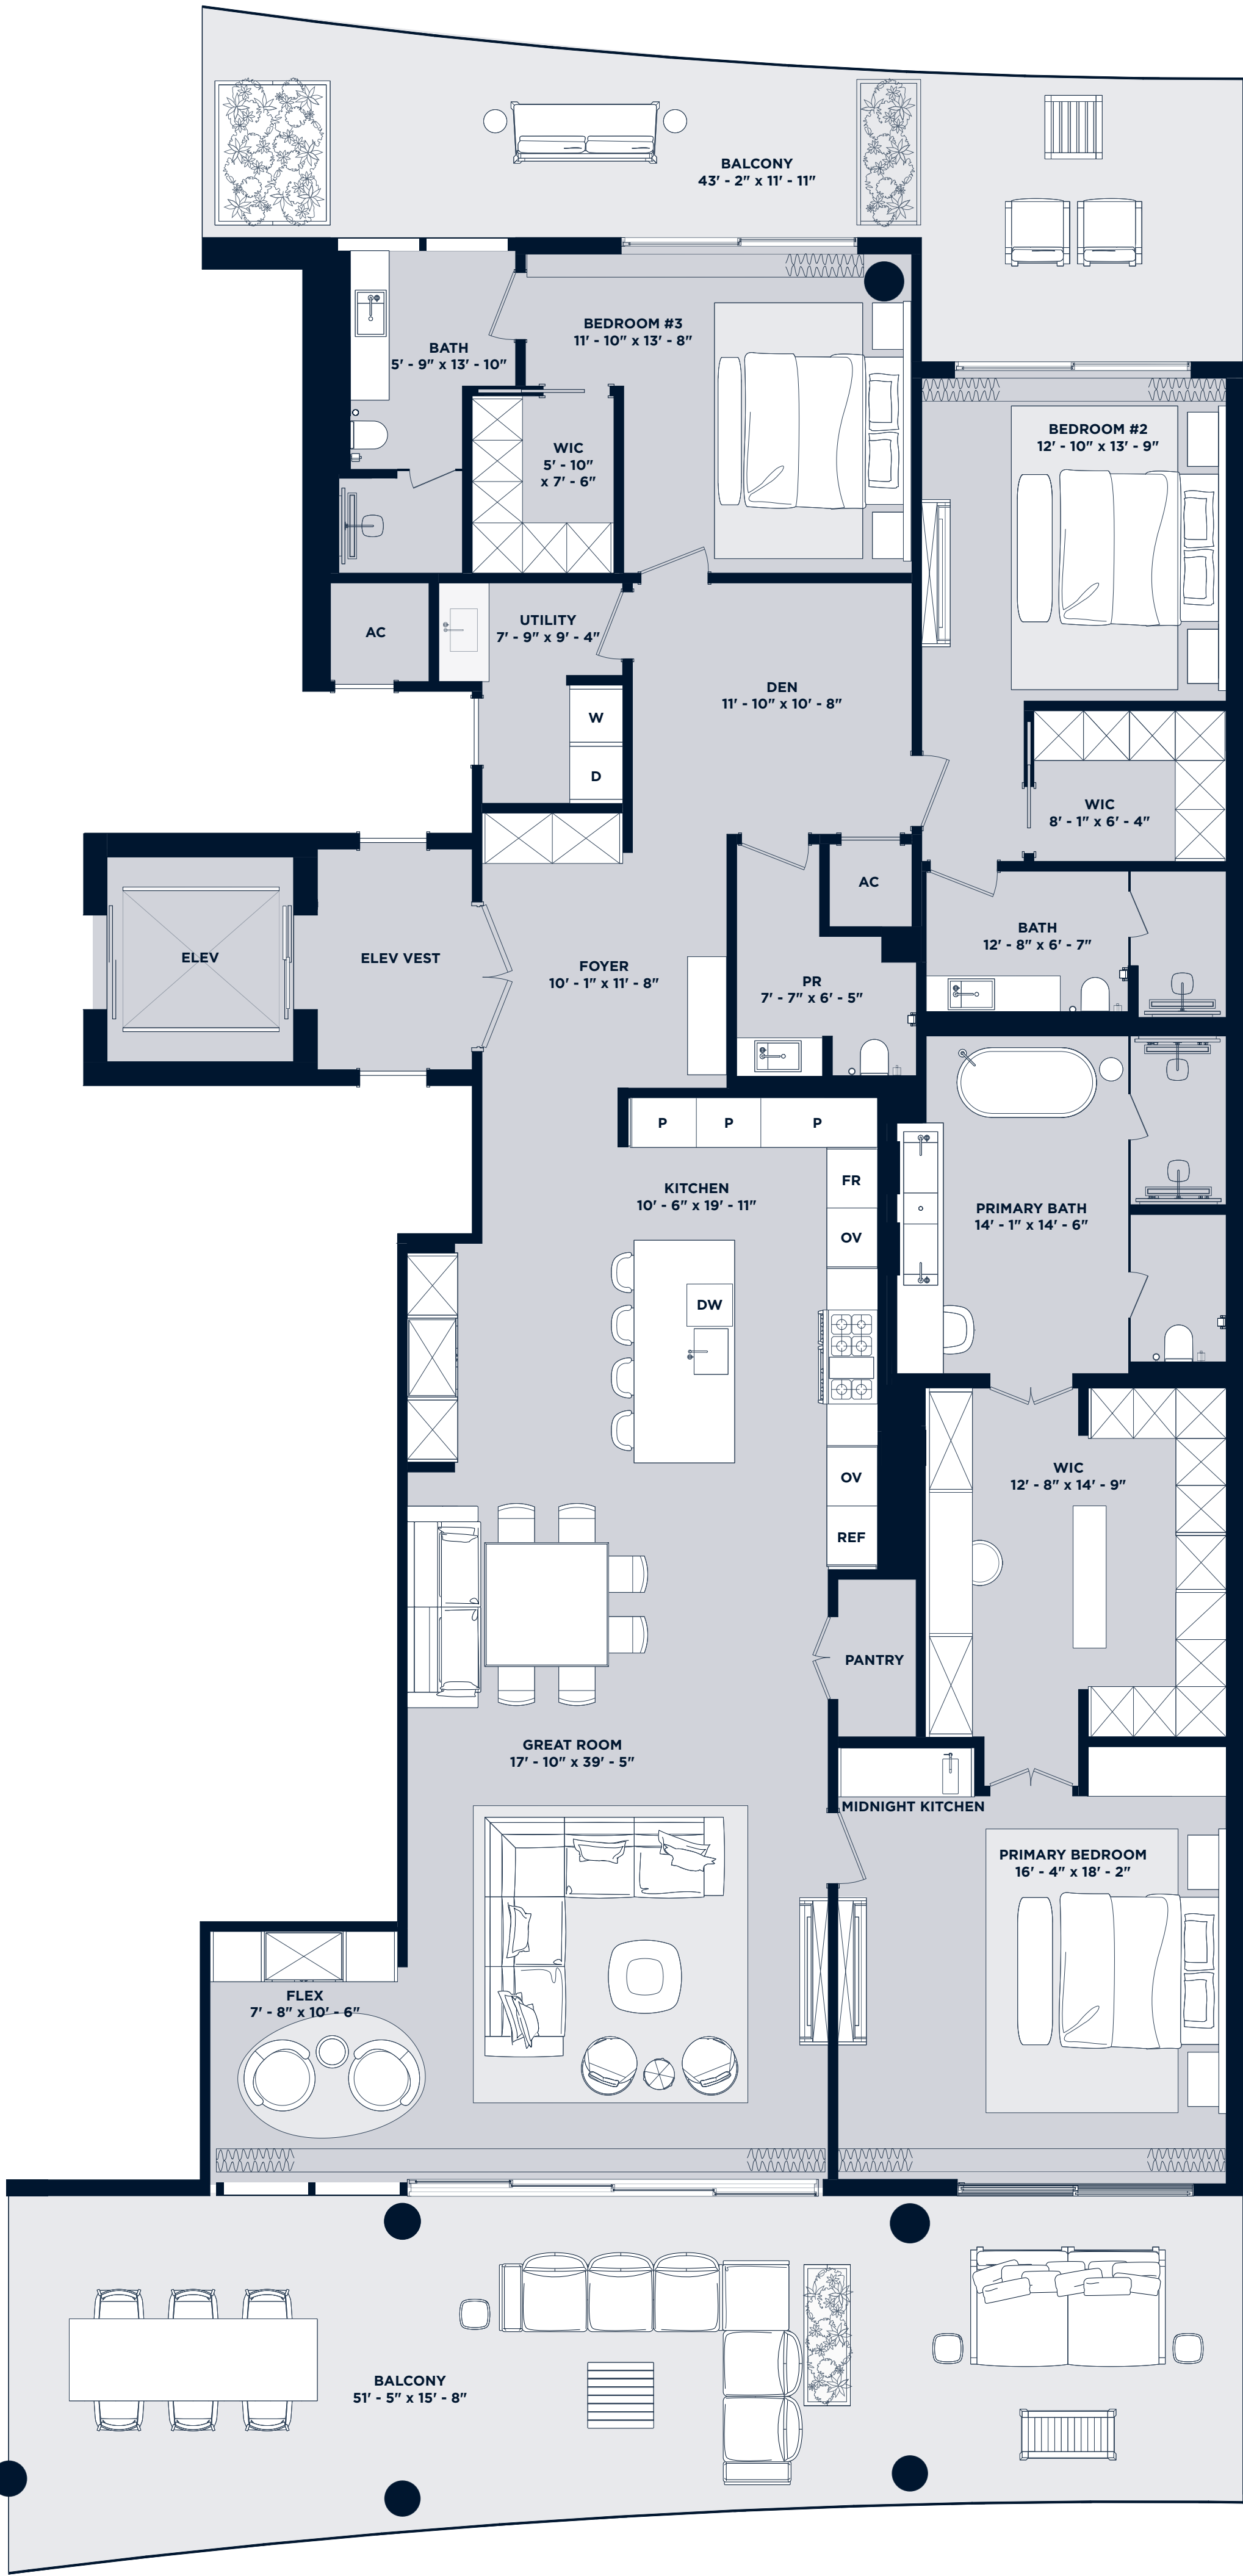 BALCONY
43' - 2" x 11' - 11"
BEDROOM #3
11' - 10" x 13' - 8"
BATH
5' - 9" x 13' - 10"
WIC
5' - 10"
x 7' - 6"
BEDROOM #2
12' - 10" x 13' - 9"
AC
UTILITY
7' - 9" x 9' - 4"
W
D
DEN
11' - 10" x 10' - 8"
WIC
8' - 1" x 6' - 4"
AC
BATH
12' - 8" x 6' - 7"
ELEV
ELEV VEST
FOYER
10' - 1" x 11' - 8"
PR
7' - 7" x 6' - 5"
P
P
P
KITCHEN
10' - 6" x 19' - 11"
FR
OV
DW
OV
REF
PRIMARY BATH
14' - 1" x 14' - 6"
WIC
12' - 8" x 14' - 9"
PANTRY
GREAT ROOM
17' - 10" x 39' - 5"
MIDNIGHT KITCHEN
PRIMARY BEDROOM
16' - 4" x 18' - 2"
FLEX
7' - 8" x 10' - 6"
BALCONY
51' - 5" x 15' - 8"